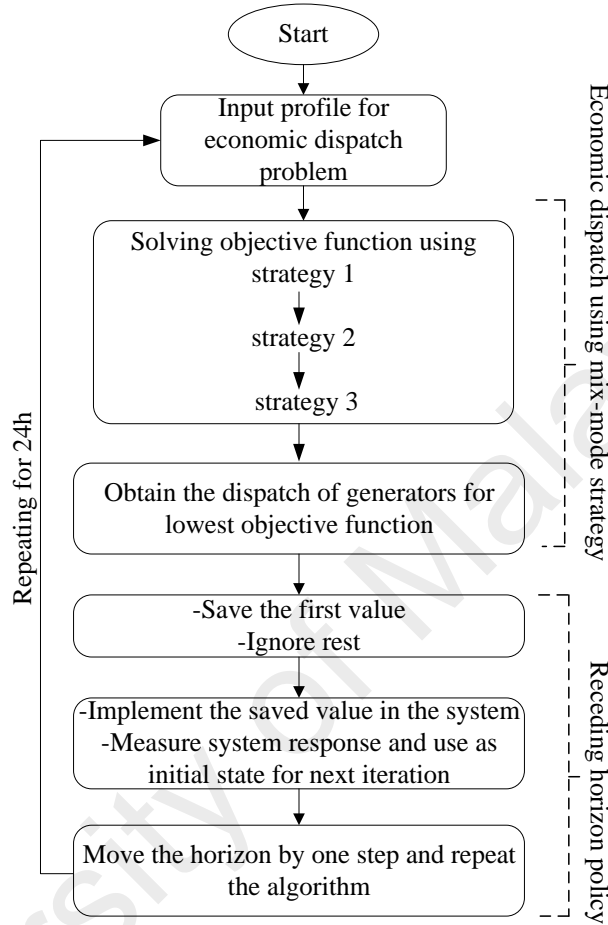 Start
Input profile for
economic dispatch
problem
Solving objective function using
strategy 1
strategy 2
strategy 3
Obtain the dispatch of generators for
lowest objective function
-Save the first value
-Ignore rest
-Implement the saved value in the system
-Measure system response and use as
initial state for next iteration
Move the horizon by one step and repeat
the algorithm
Repeating for 24h
Economic dispatch using mix-mode strategy
Receding horizon policy
rsity of Mala